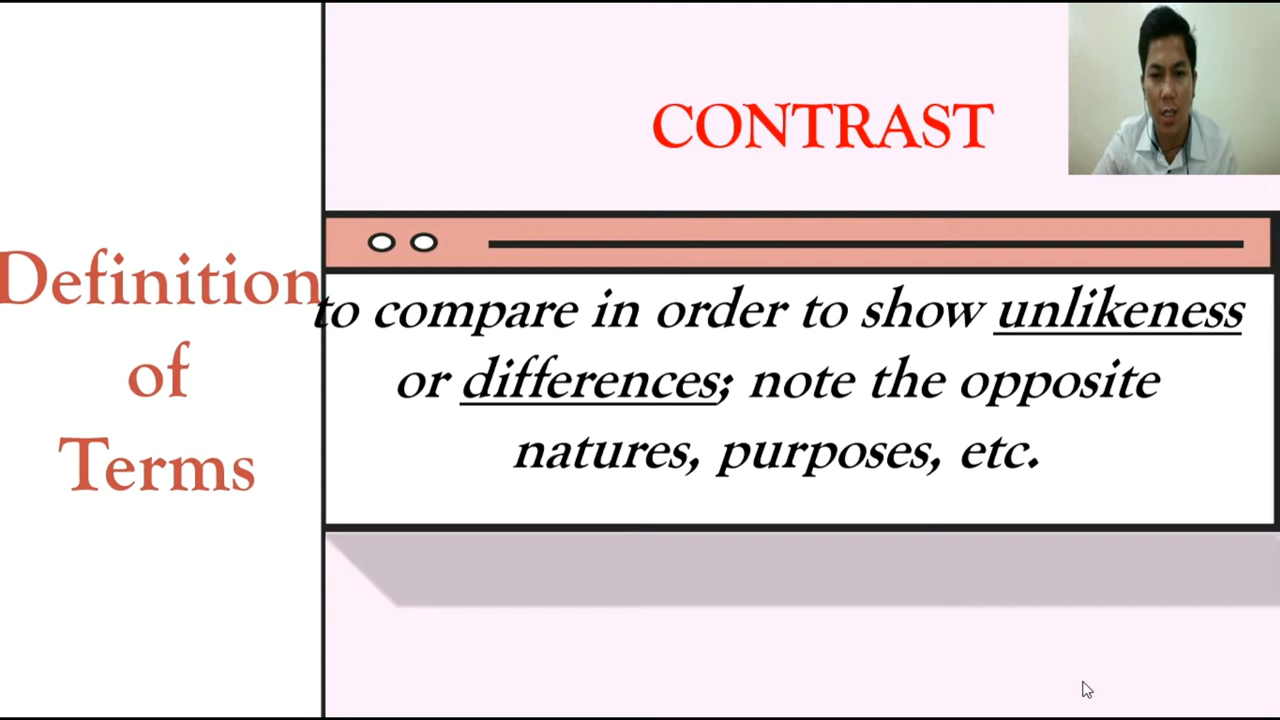 CONTRAST
Definition
of
Terms
to compare in order to show unlikeness
or differences; note the opposite
natures, purposes, etc.